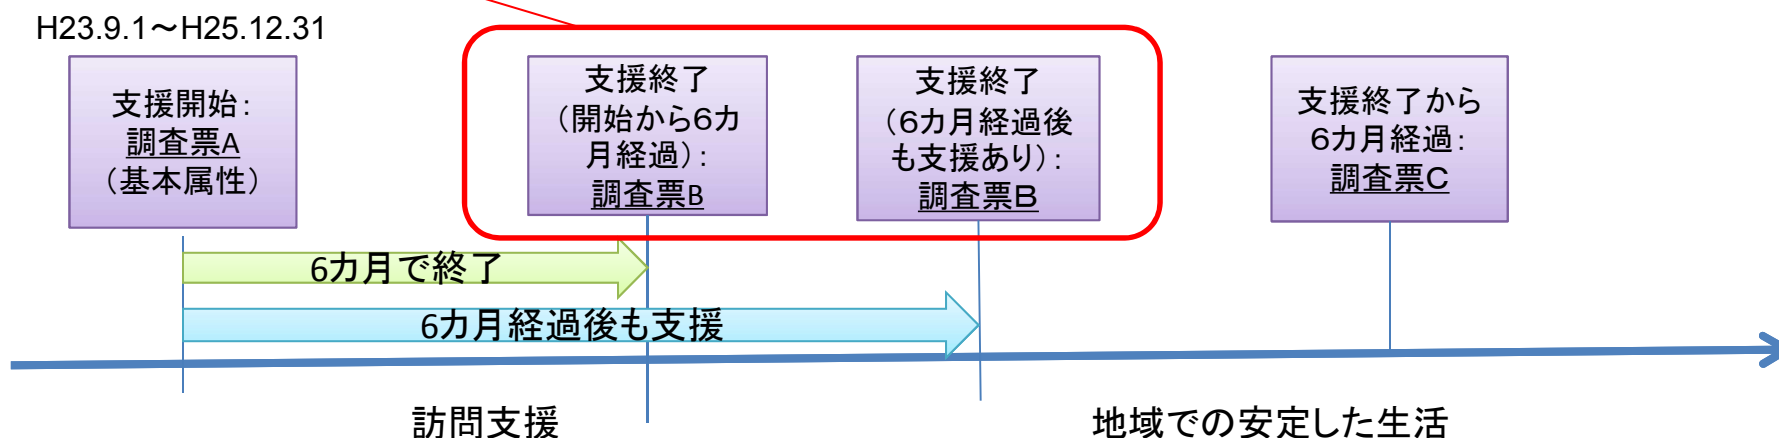 H23.9.1～H25.12.31
支援開始：
調査票A
（基本属性）
支援終了
（開始から６カ
月経過）：
調査票B
支援終了
（６カ月経過後
も支援あり）：
調査票Ｂ
支援終了から
６カ月経過：
調査票Ｃ
6カ月で終了
6カ月経過後も支援
訪問支援
地域での安定した生活